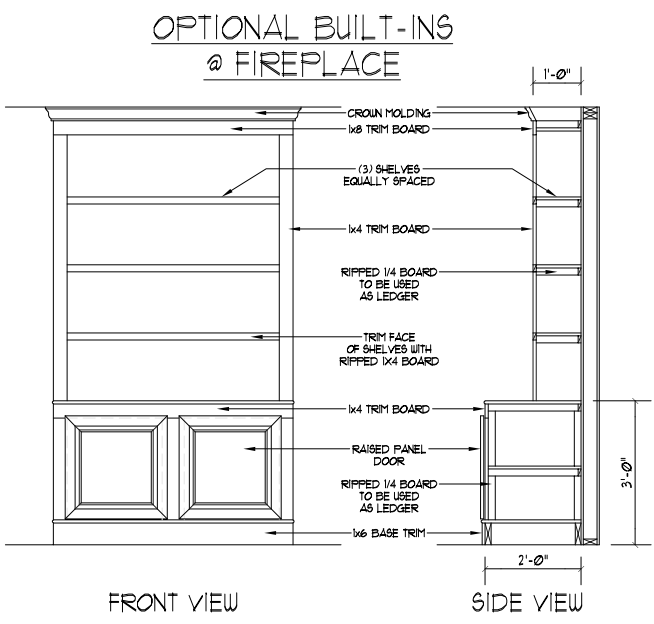 OPTIONAL BUILT-INS
@ FIREPLACE
1'-0"
CROWN MOLDING
1x8 TRIM BOARD
(3) SHELVES
EQUALLY SPACED
1x4 TRIM BOARD
RIPPED 1/4 BOARD
TO BE USED
AS LEDGER
TRIM FACE
OF SHELVES WITH
RIPPED 1X4 BOARD
1x4 TRIM BOARD
RAISED PANEL
DOOR
3'-0"
RIPPED 1/4 BOARD
TO BE USED
AS LEDGER
1x6 BASE TRIM
2'-0"
FRONT VIEW
SIDE VIEW